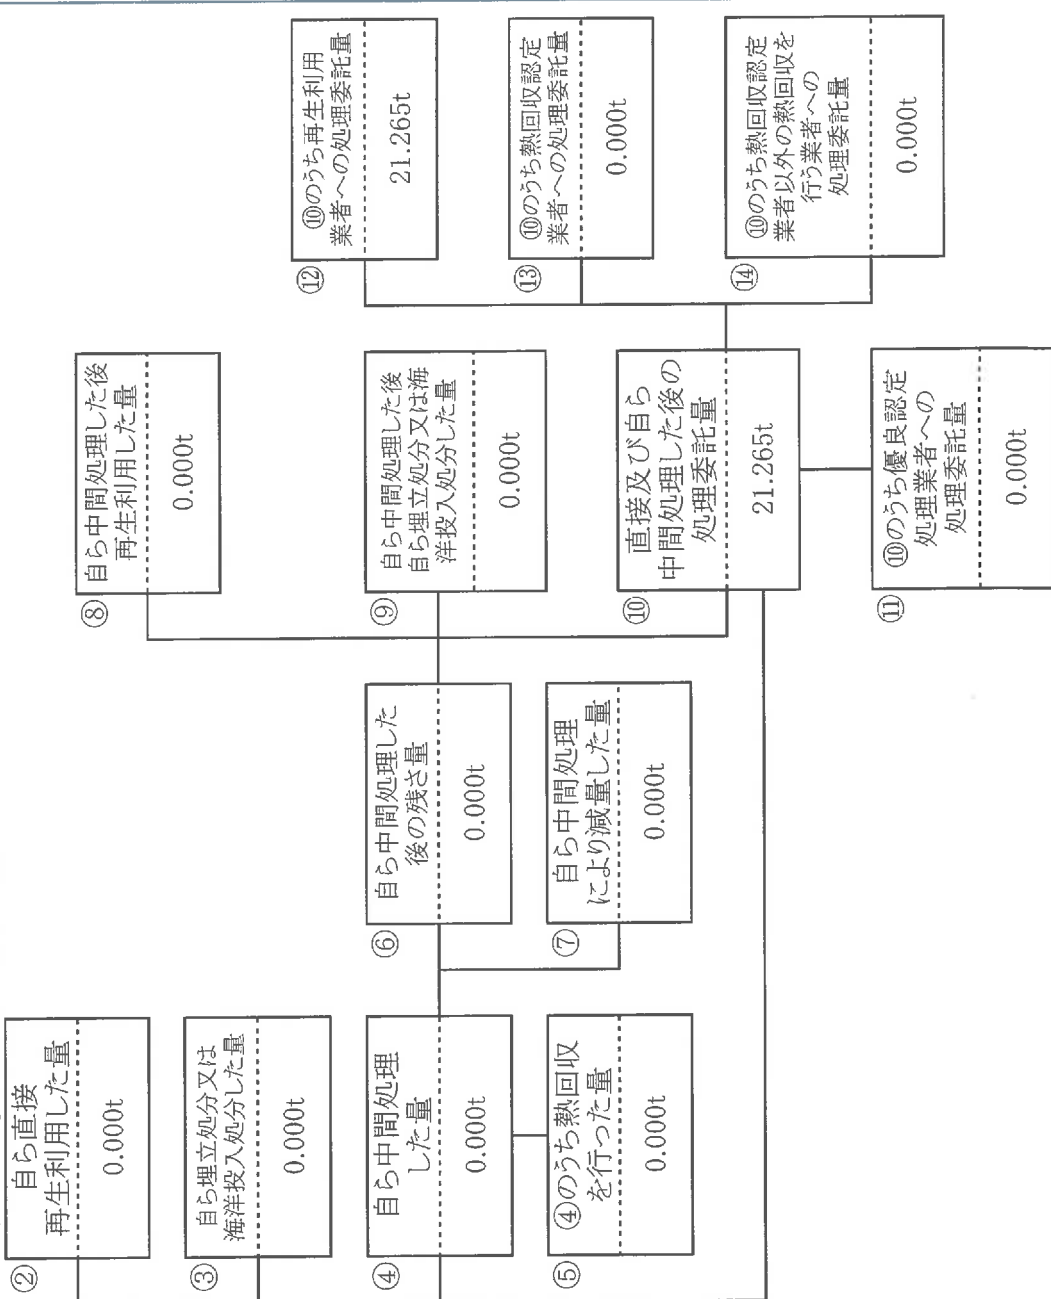 ②
自ら直接
再生利用した量
0.000t
③
自ら埋立処分又は
海洋投入処分した量
0.000t
④
自ら中間処理
した量
0.000t
⑤
④のうち熱回収
を行った量
0.000t
⑥
自ら中間処理した
後の残さ量
0.000t
⑦
自ら中間処理
により減量した量
0.000t
⑧
自ら中間処理した後
再生利用した量
0.000t
⑨
自ら中間処理した後
自ら埋立処分又は海
洋投入処分した量
0.000t
⑩
直接及び自ら
中間処理した後の
処理委託量
21.265t
⑪
⑩のうち優良認定
処理業者への
処理委託量
0.000t
⑫
⑩のうち再生利用
業者への処理委託量
21.265t
⑬
⑩のうち熱回収認定
業者への処理委託量
0.000t
⑭
⑩のうち熱回収認定
業者以外の熱回収を
行う業者への
処理委託量
0.000t